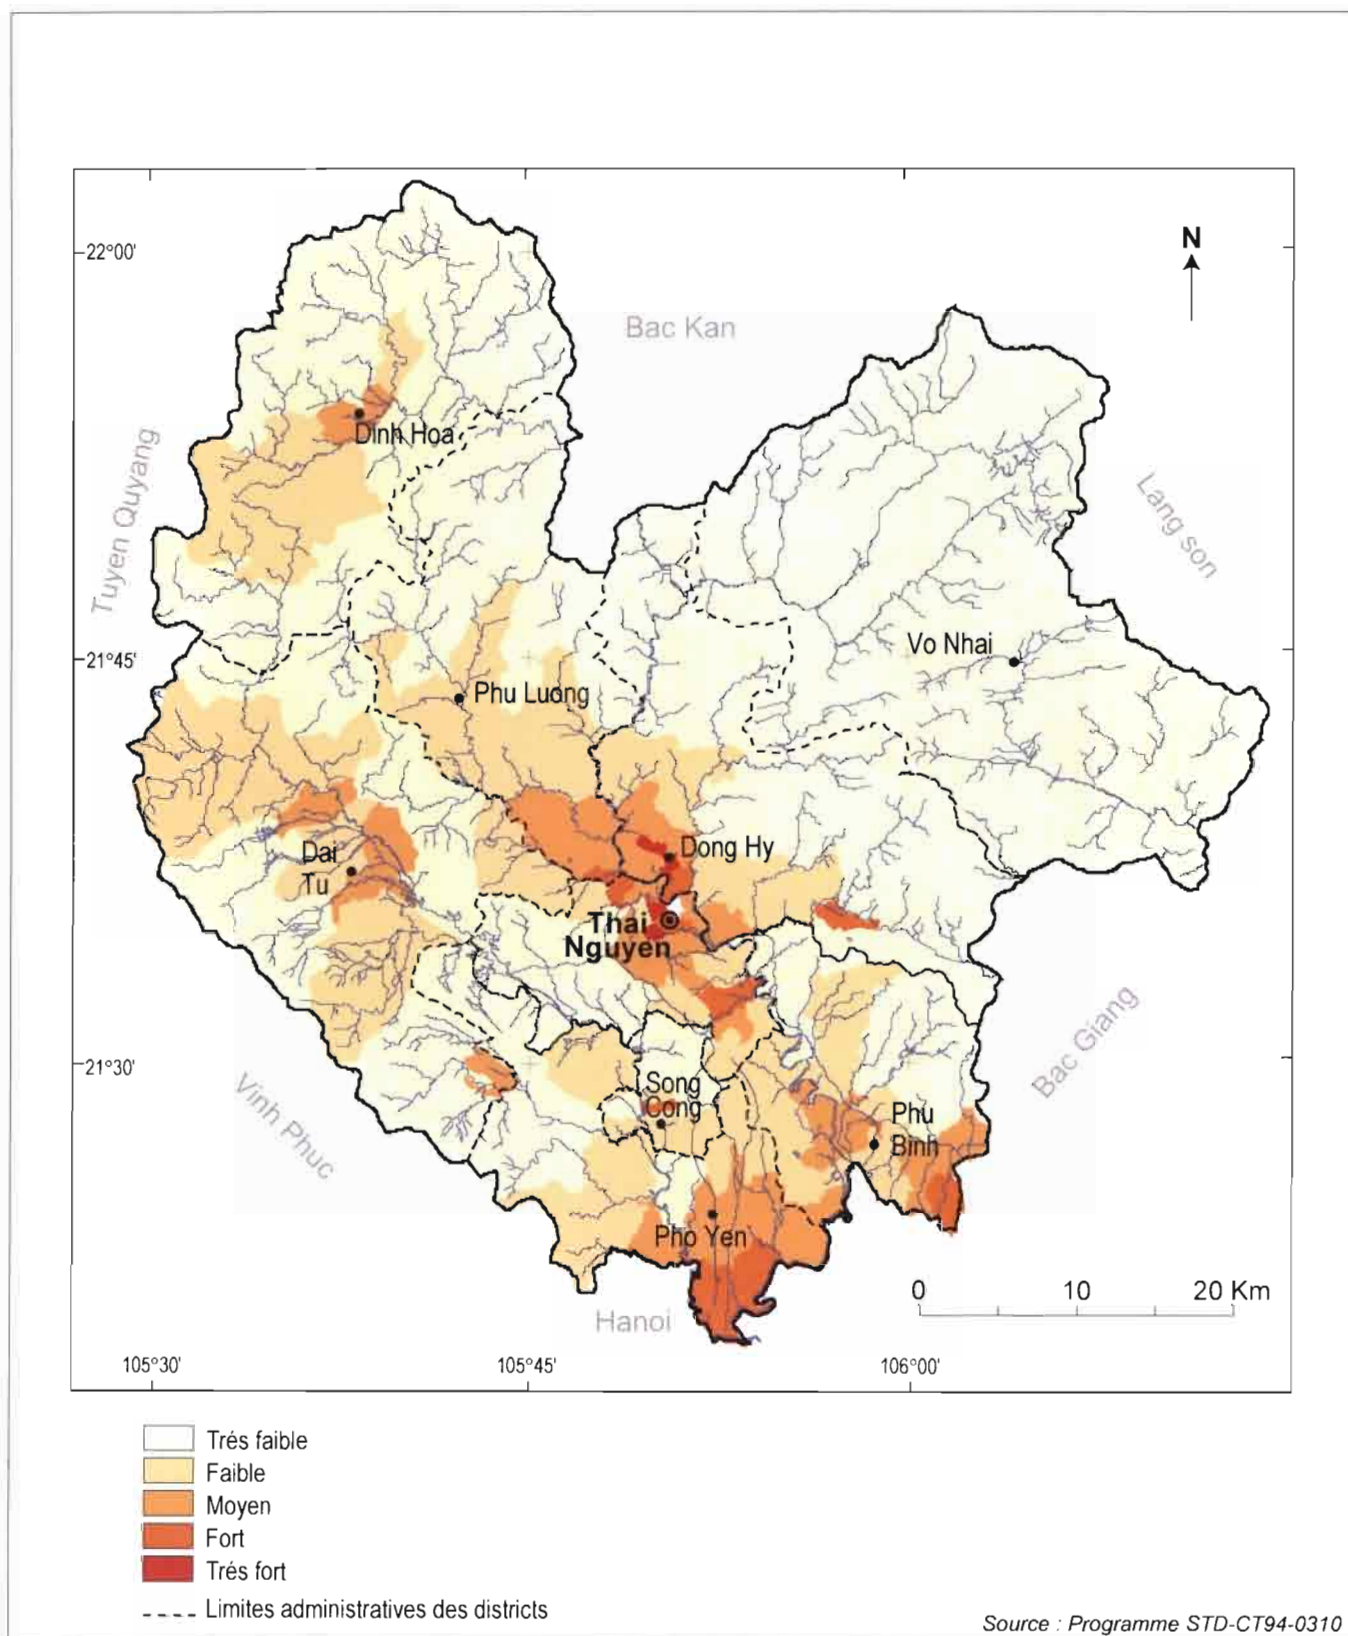 N
22°00'
Bac Kan
Dinh Hoa
Tuyen Quyang
Lang son
21°45'
Vo Nhai
Phu Luong
Dong Hy
Dai
Tu
Thai
Nguyen
Bac Giang
21°30'
Song
Cong
Vinh Phuc
Phu
Binh
Pho Yen
0 10 20 Km
Hanoi
105°30' 105°45' 106°00'
Trés faible
Faible
Moyen
Fort
Trés fort
Limites administratives des districts
Source : Programme STD-CT94-0310